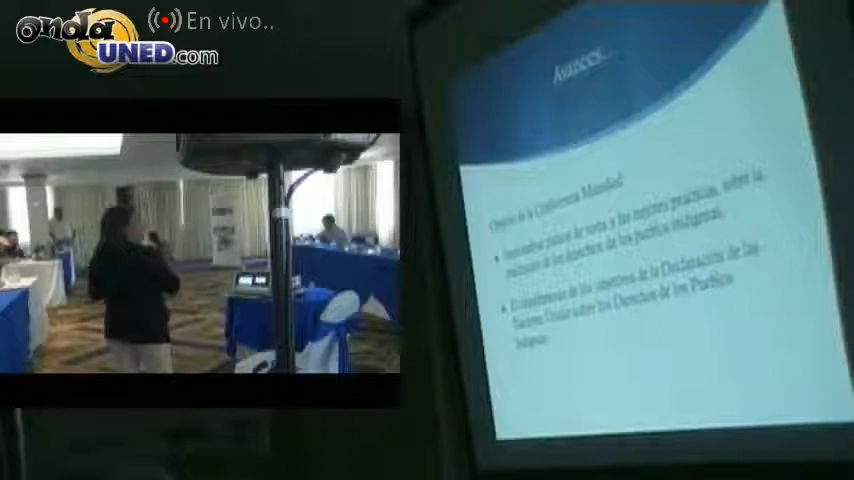 onda
UNED.com
En vivo..
Avances...
Objetivo de la Conferencia Mundial
puntos de vista y las mejores prácticas, sobre la
realización de los derechos de los pueblos indígenas.
El cumplimiento de los objetivos de la Declaración de las
Naciones Unidas sobre los Derechos de los Pueblos
Indígenas